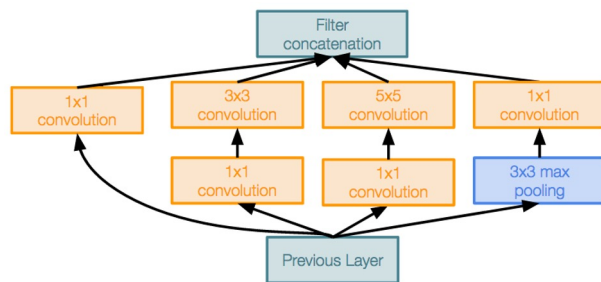 Filter
concatenation
1x1
convolution
3x3
convolution
5x5
convolution
1x1
convolution
1x1
convolution
1x1
convolution
3x3 max
pooling
Previous Layer